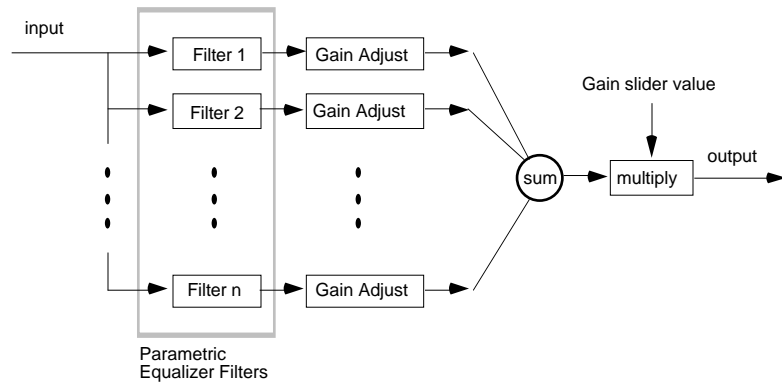 input
Filter 1
Gain Adjust
Filter 2
Gain Adjust
Gain slider value
sum
multiply
output
Filter n
Gain Adjust
Parametric
Equalizer Filters